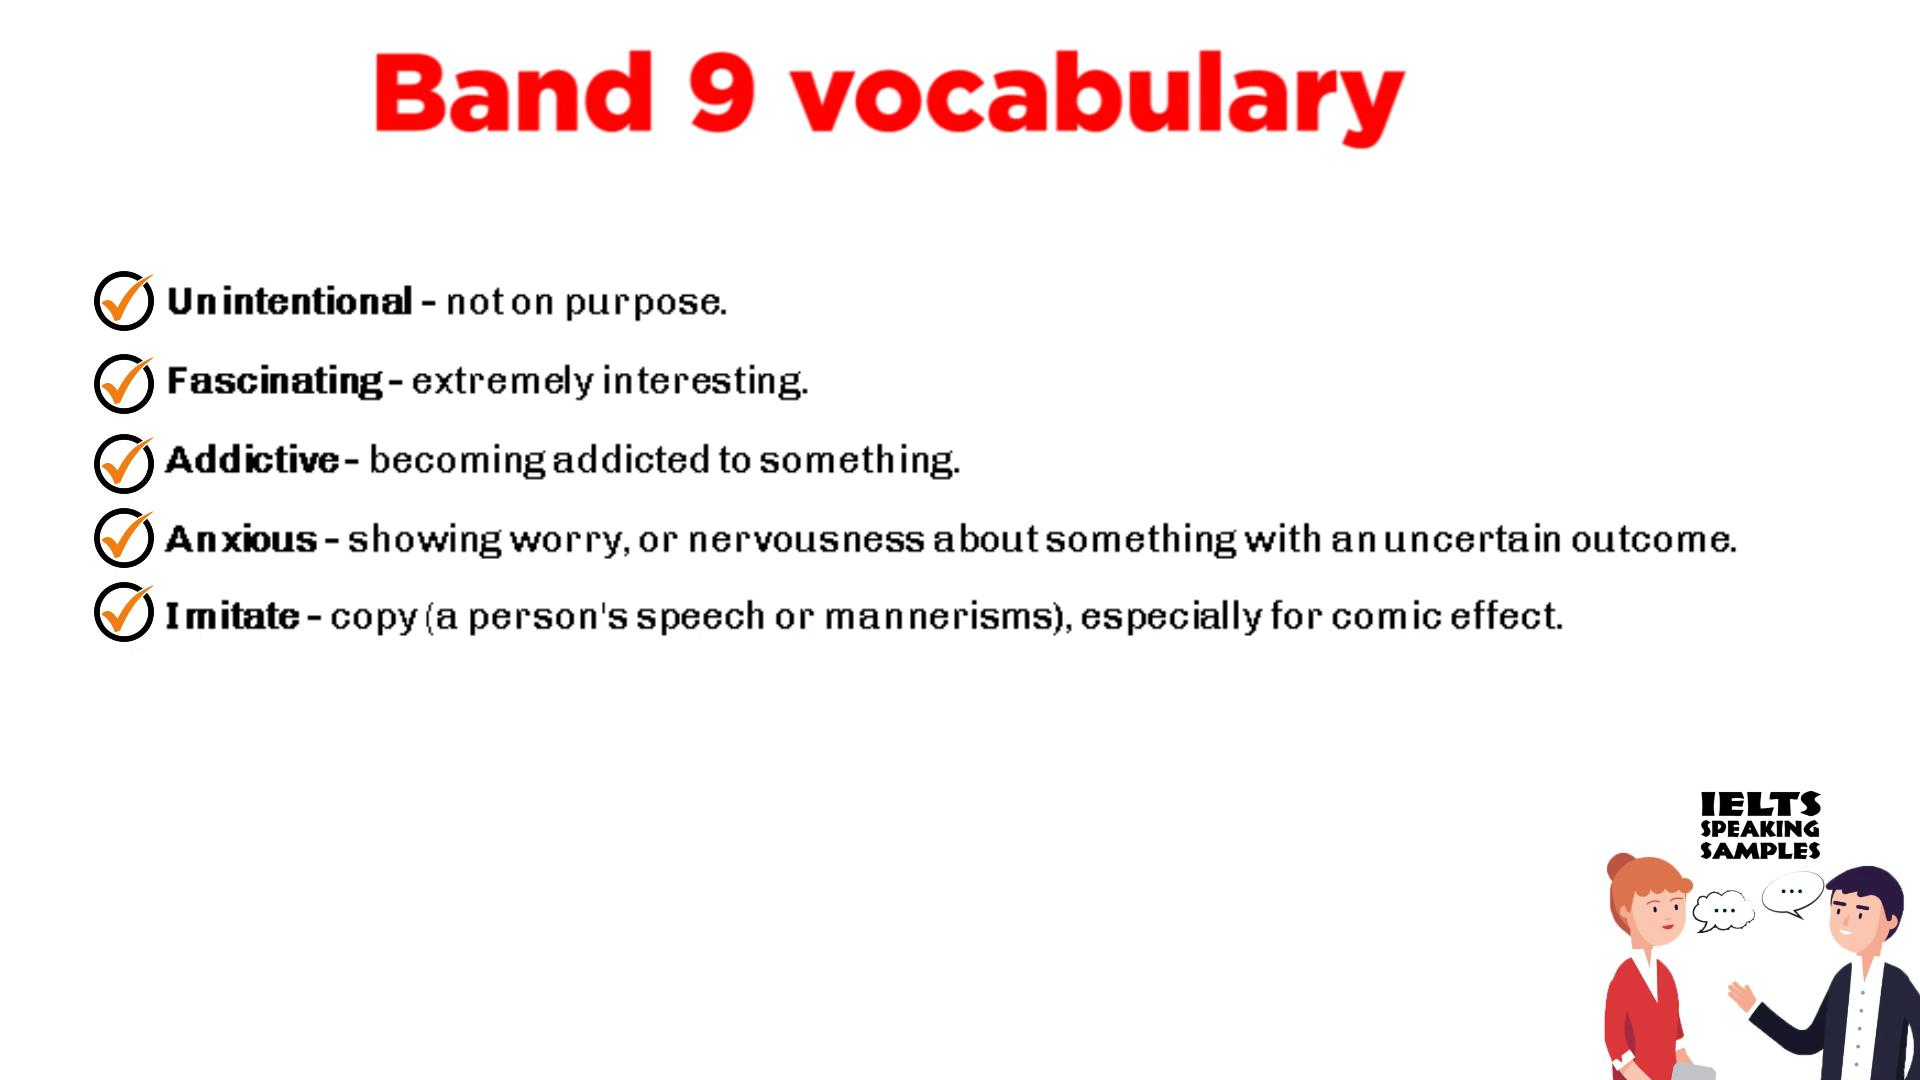 Band 9 vocabulary
Unintentional - not on purpose.
Fascinating - extremely interesting.
Addictive - becoming addicted to something.
Anxious - showing worry, or nervousness about something with an uncertain outcome.
Imitate - copy (a person's speech or mannerisms), especially for comic effect.
IELTS
SPEAKING
SAMPLES